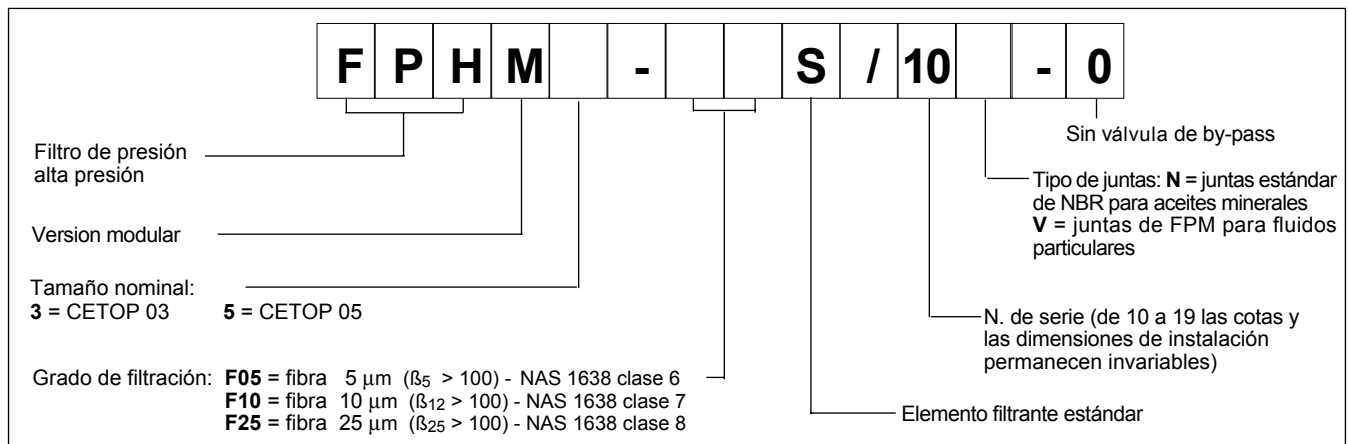 F P H M - S / 10 - 0
Filtro de presión
alta presión
Version modular
Tamaño nominal:
3 = CETOP 03 5 = CETOP 05
Grado de filtración: F05 = fibra 5 µm (ß5 > 100) - NAS 1638 clase 6
F10 = fibra 10 µm (ß12 > 100) - NAS 1638 clase 7
F25 = fibra 25 µm (ß25 > 100) - NAS 1638 clase 8
Sin válvula de by-pass
Tipo de juntas: N = juntas estándar
de NBR para aceites minerales
V = juntas de FPM para fluidos
particulares
N. de serie (de 10 a 19 las cotas y
las dimensiones de instalación
permanecen invariables)
Elemento filtrante estándar